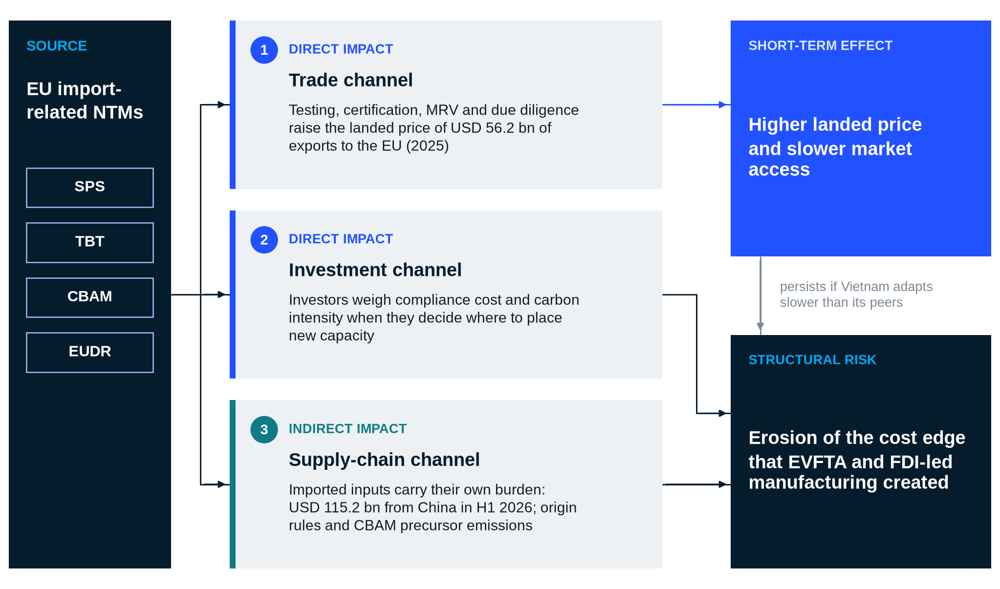 SOURCE
EU import-
related NTMs
SPS
TBT
CBAM
EUDR
1
DIRECT IMPACT
Trade channel
Testing, certification, MRV and due diligence
raise the landed price of USD 56.2 bn of
exports to the EU (2025)
2
DIRECT IMPACT
Investment channel
Investors weigh compliance cost and carbon
intensity when they decide where to place
new capacity
3
INDIRECT IMPACT
Supply-chain channel
Imported inputs carry their own burden:
USD 115.2 bn from China in H1 2026; origin
rules and CBAM precursor emissions
SHORT-TERM EFFECT
Higher landed price
and slower market
access
persists if Vietnam adapts
slower than its peers
STRUCTURAL RISK
Erosion of the cost edge
that EVFTA and FDI-led
manufacturing created